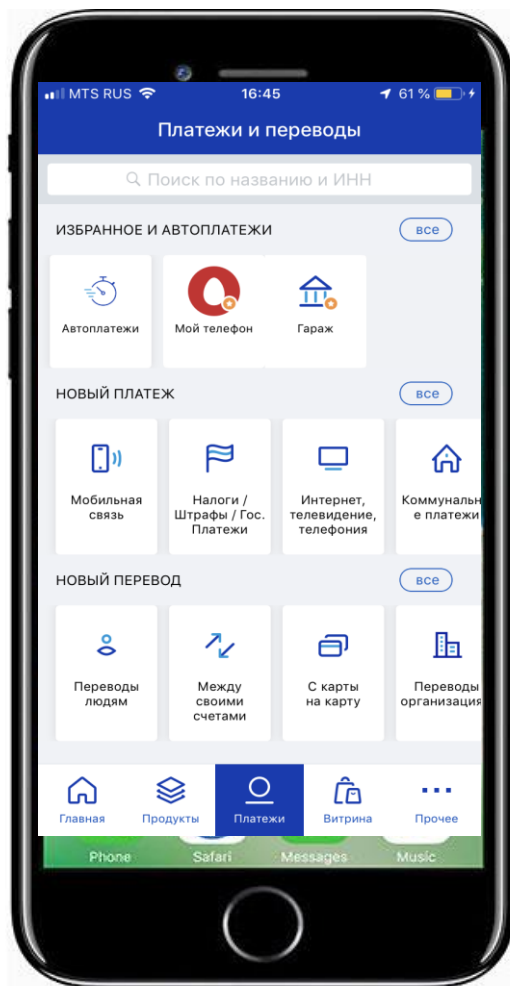 MTS RUS 16:45 61 %
Платежи и переводы
Поиск по названию и ИНН
ИЗБРАННОЕ И АВТОПЛАТЕЖИ все
Автоплатежи Мой телефон Гараж
НОВЫЙ ПЛАТЕЖ все
Мобильная Налоги / Интернет, Коммунальн
связь Штрафы / Гос. телевидение, е платежи
Платежи телефония
НОВЫЙ ПЕРЕВОД все
Переводы Между С карты Переводы
людям своими на карту организация
счетами
Главная Продукты Платежи Витрина Прочее
Phone Safari Messages Music